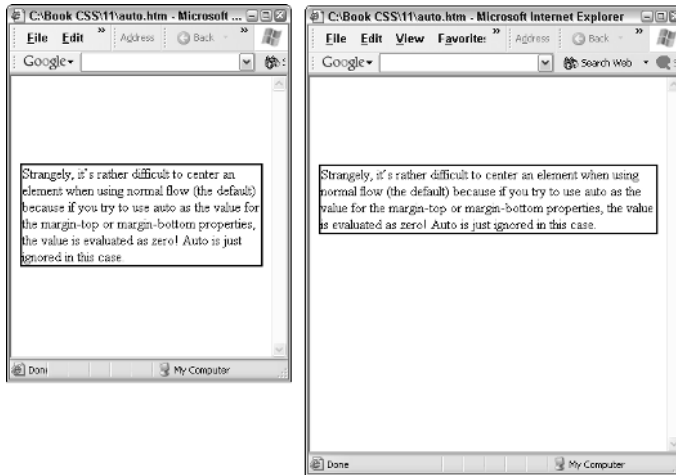 C:\Book CSS\11\auto.htm - Microsoft ...
File Edit » Address Back »
Google
Strangely, it's rather difficult to center an
element when using normal flow (the default)
because if you try to use auto as the value for
the margin-top or margin-bottom properties,
the value is evaluated as zero! Auto is just
ignored in this case.
Doni
My Computer
C:\Book CSS\11\auto.htm - Microsoft Internet Explorer
File Edit View Favorites » Address Back »
Google Search Web
Strangely, it's rather difficult to center an element when using
normal flow (the default) because if you try to use auto as the
value for the margin-top or margin-bottom properties, the value
is evaluated as zero! Auto is just ignored in this case.
Done
My Computer